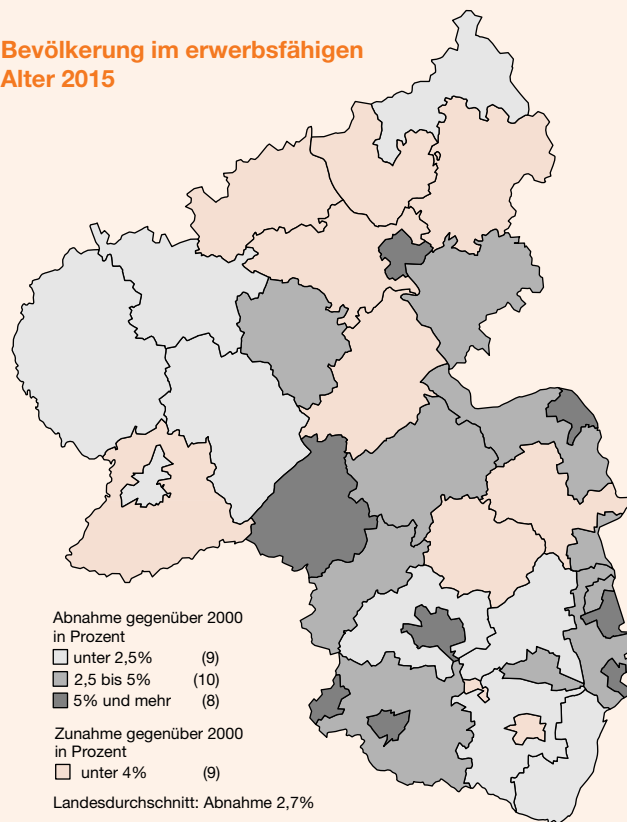 Bevölkerung im erwerbsfähigen
Alter 2015
Abnahme gegenüber 2000
in Prozent
unter 2,5% (9)
2,5 bis 5% (10)
5% und mehr (8)
Zunahme gegenüber 2000
in Prozent
unter 4% (9)
Landesdurchschnitt: Abnahme 2,7%